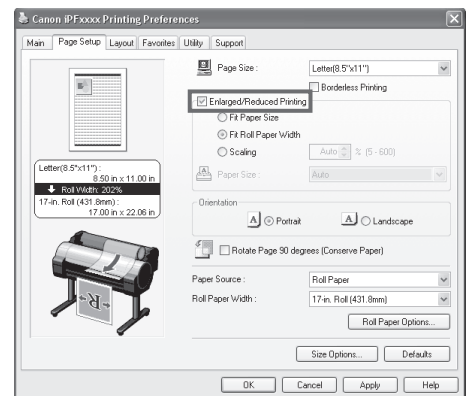 Canon iPFxxxx Printing Preferences
Main Page Setup Layout Favorites Utility Support
Page Size : Letter(8.5"x11")
Borderless Printing
Enlarged/Reduced Printing
Fit Paper Size
Fit Roll Paper Width
Scaling Auto % (5 - 600)
Paper Size : Auto
Letter(8.5"x11") :
8.50 in x 11.00 in
Roll Width: 202%
17-in. Roll (431.8mm) :
17.00 in x 22.06 in
Orientation
A Portrait A Landscape
Rotate Page 90 degrees (Conserve Paper)
Paper Source : Roll Paper
Roll Paper Width : 17-in. Roll (431.8mm)
Roll Paper Options...
Size Options... Defaults
OK Cancel Apply Help
R